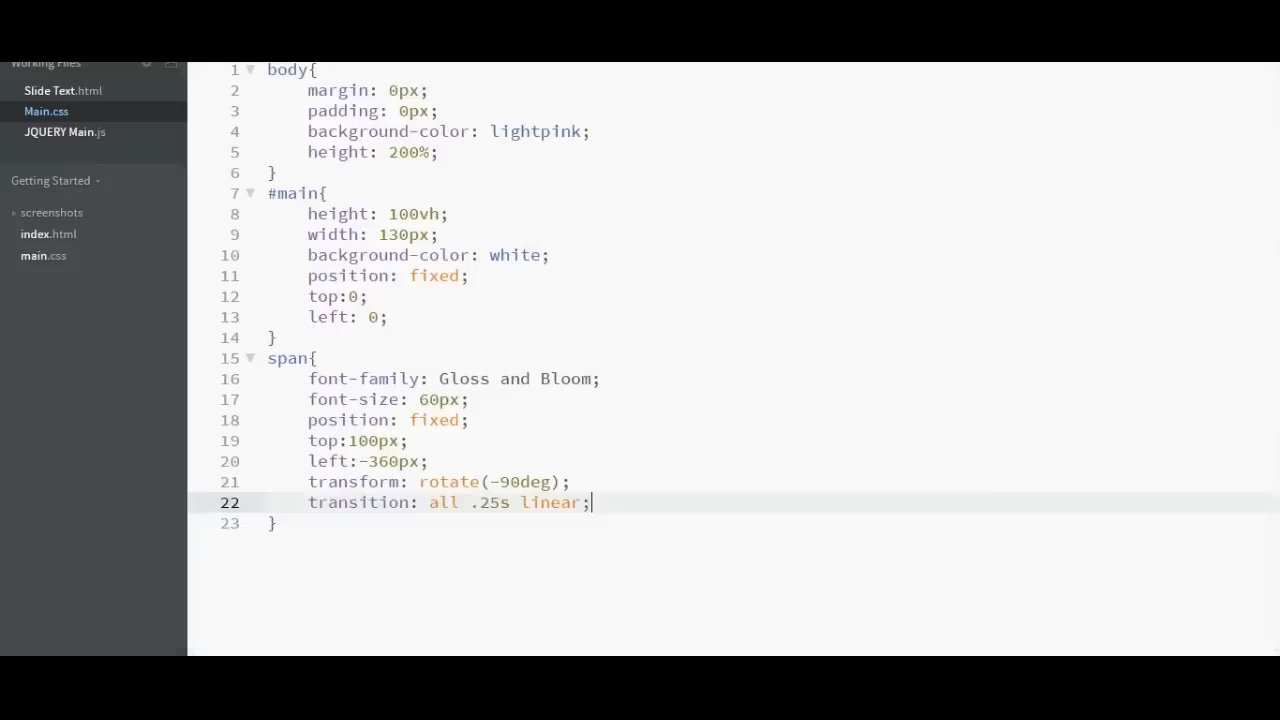 Working Files
Slide Text.html
Main.css
JQUERY Main.js
Getting Started
screenshots
index.html
main.css
1 body{
2 margin: 0px;
3 padding: 0px;
4 background-color: lightpink;
5 height: 200%;
6 }
7 #main{
8 height: 100vh;
9 width: 130px;
10 background-color: white;
11 position: fixed;
12 top:0;
13 left: 0;
14 }
15 span{
16 font-family: Gloss and Bloom;
17 font-size: 60px;
18 position: fixed;
19 top:100px;
20 left:-360px;
21 transform: rotate(-90deg);
22 transition: all .25s linear;
23 }